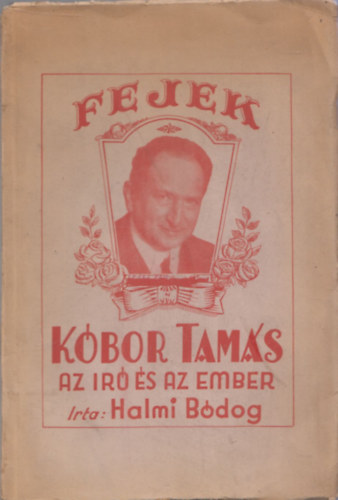 FEJEK
KÓBOR TAMÁS
AZ IRÓ ÉS AZ EMBER
Irta: Halmi Bódog